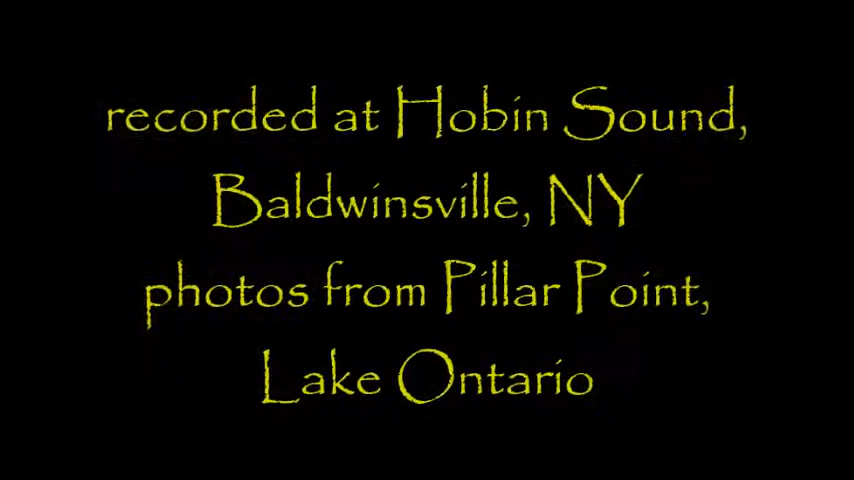 recorded at Hobin Sound,
Baldwinsville, NY
photos from Pillar Point,
Lake Ontario